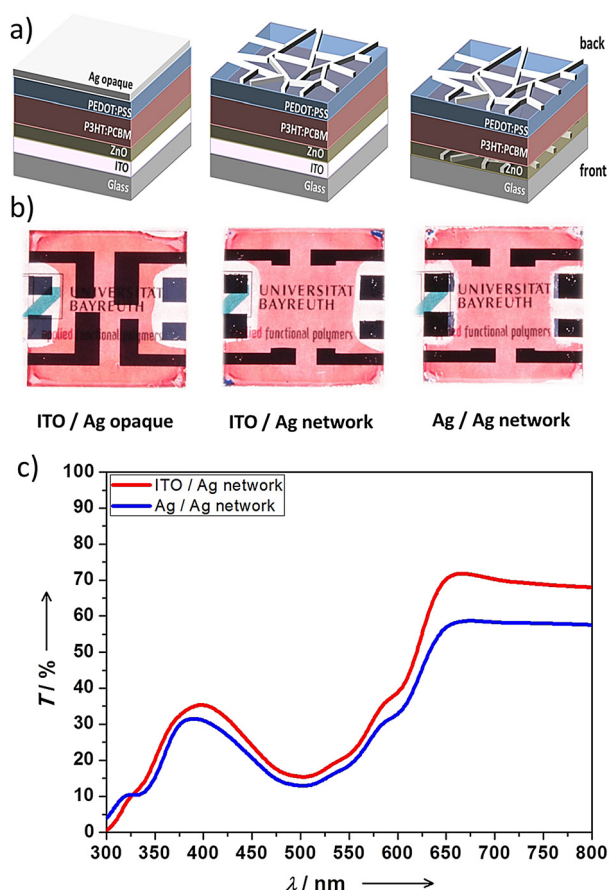 a)
Ag opaque
PEDOT:PSS
P3HT:PCBM
ZnO
ITO
Glass
PEDOT:PSS
P3HT:PCBM
ZnO
ITO
Glass
back
PEDOT:PSS
P3HT:PCBM
ZnO
front
Glass
b)
UNIVERSITÄT
BAYREUTH
applied functional polymers
UNIVERSITÄT
BAYREUTH
functional polymers
UNIVERSITÄT
BAYREUTH
functional polymers
ITO / Ag opaque
ITO / Ag network
Ag / Ag network
c)
ITO / Ag network
Ag / Ag network
100
90
80
70
60
50
40
30
20
10
0
T / %
300 350 400 450 500 550 600 650 700 750 800
λ / nm